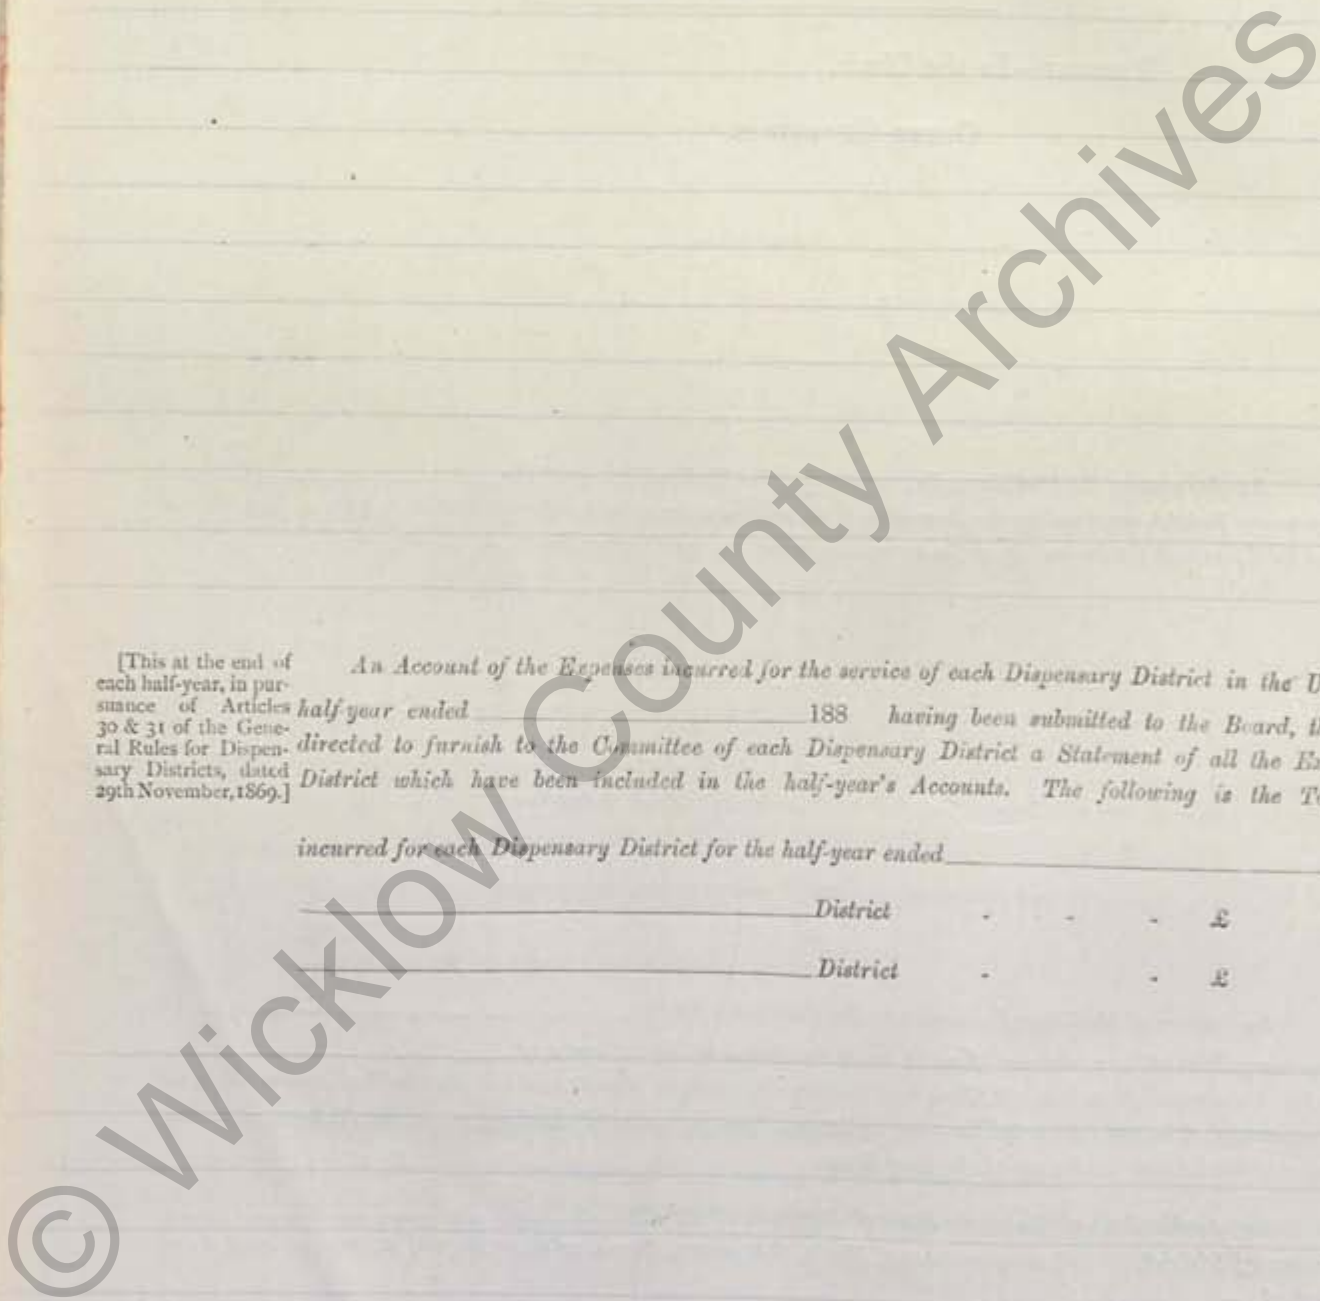 [This at the end of
each half-year, in pur-
suance of Articles
30 & 31 of the Gene-
ral Rules for Dispen-
sary Districts, dated
29th November, 1869.]
An Account of the Expenses incurred for the service of each Dispensary District in the U
half year ended 188 having been submitted to the Board, th
directed to furnish to the Committee of each Dispensary District a Statement of all the Ex
District which have been included in the half-year's Accounts. The following is the To
incurred for each Dispensary District for the half-year ended
District - - - £
District - - £
© Wicklow County Archives